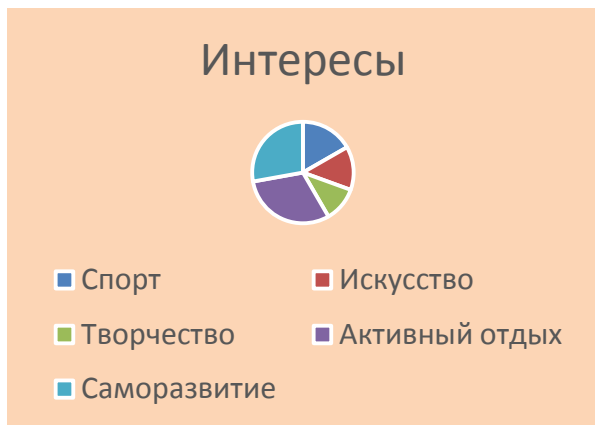 Интересы
Спорт
Искусство
Творчество
Активный отдых
Саморазвитие